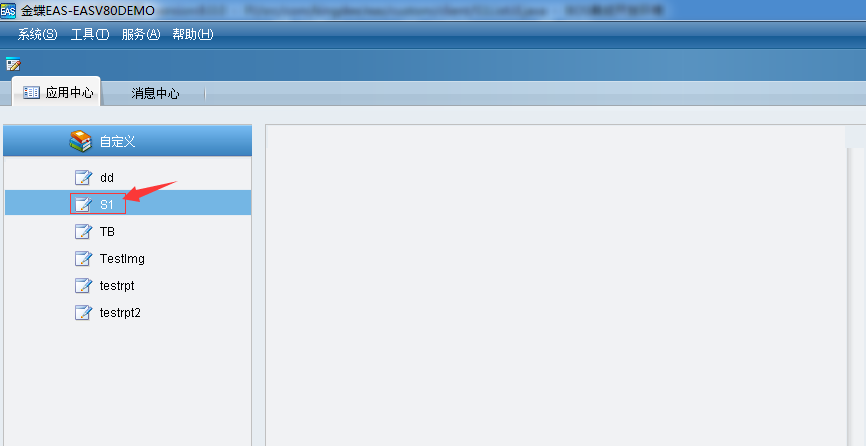 EAS 金蝶EAS-EASV80DEMO
系统(S) 工具(T) 服务(A) 帮助(H)
应用中心 消息中心
自定义
dd
S1
TB
TestImg
testrpt
testrpt2